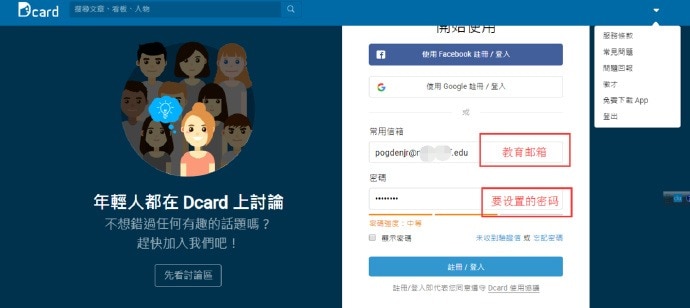 Dcard
搜尋文章、看板、人物
開始使用
服務條款
常見問題
問題回報
徵才
免費下載 App
登出
使用 Facebook 註冊 / 登入
使用 Google 註冊 / 登入
或
常用信箱
pogdenjr@ .edu
教育邮箱
密碼
••••••••
要设置的密码
密碼強度：中等
顯示密碼
未收到驗證信 或 忘記密碼
註冊 / 登入
註冊/登入即代表您同意遵守 Dcard 使用條款
年輕人都在 Dcard 上討論
不想錯過任何有趣的話題嗎？
趕快加入我們吧！
先看討論區